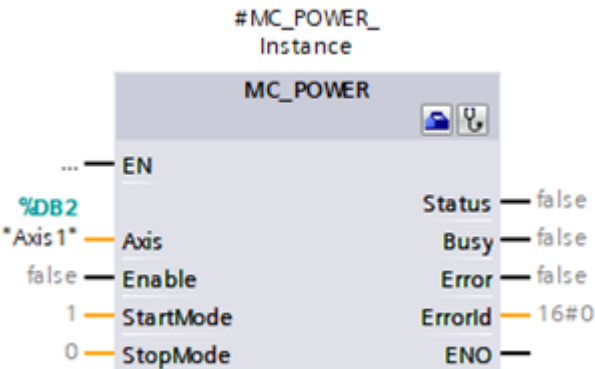 #MC_POWER_
Instance
MC_POWER
... EN
Status false
%DB2
"Axis1" Axis Busy false
false Enable Error false
1 StartMode ErrorId 16#0
0 StopMode ENO